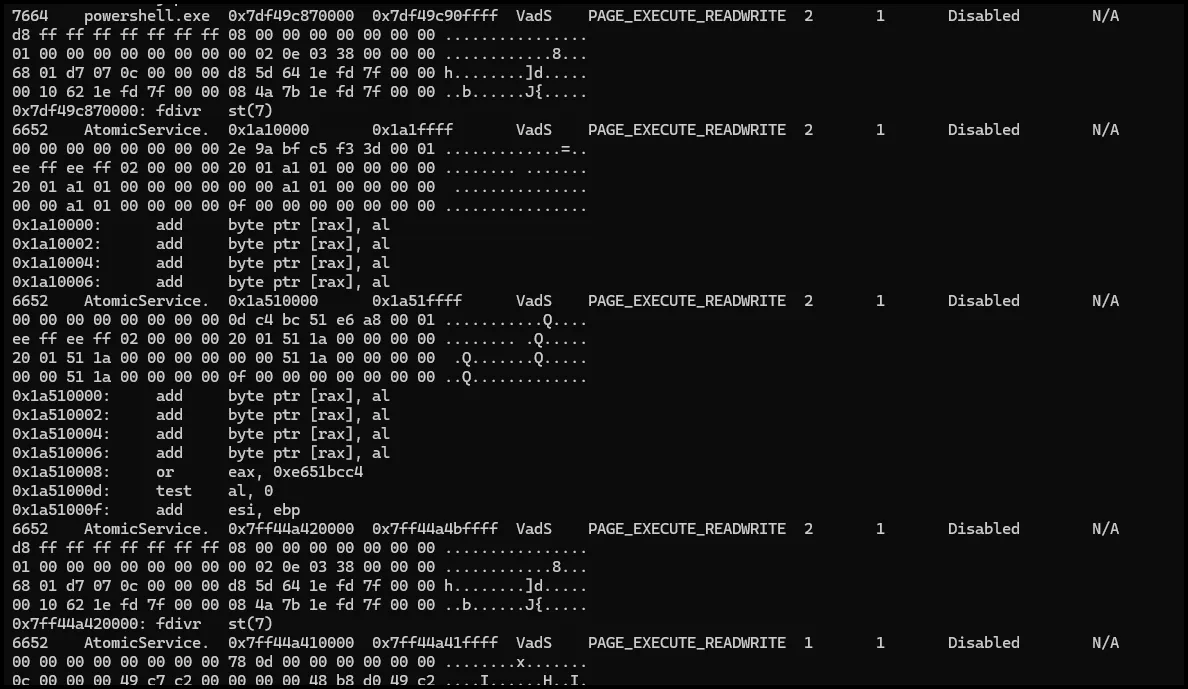 7664    powershell.exe  0x7df49c870000  0x7df49c90ffff  VadS    PAGE_EXECUTE_READWRITE  2       1       Disabled        N/A
d8 ff ff ff ff ff ff ff 08 00 00 00 00 00 00 00 ................
01 00 00 00 00 00 00 00 00 02 0e 03 38 00 00 00 ............8...
68 01 d7 07 0c 00 00 00 d8 5d 64 1e fd 7f 00 00 h........]d.....
00 10 62 1e fd 7f 00 00 08 4a 7b 1e fd 7f 00 00 ..b......J{.....
0x7df49c870000: fdivr   st(7)
6652    AtomicService.  0x1a10000       0x1a1ffff       VadS    PAGE_EXECUTE_READWRITE  2       1       Disabled        N/A
00 00 00 00 00 00 00 00 2e 9a bf c5 f3 3d 00 01 .............=..
ee ff ee ff 02 00 00 00 20 01 a1 01 00 00 00 00 ........ .......
20 01 a1 01 00 00 00 00 00 00 a1 01 00 00 00 00  ...............
00 00 a1 01 00 00 00 00 0f 00 00 00 00 00 00 00 ................
0x1a10000:      add     byte ptr [rax], al
0x1a10002:      add     byte ptr [rax], al
0x1a10004:      add     byte ptr [rax], al
0x1a10006:      add     byte ptr [rax], al
6652    AtomicService.  0x1a510000      0x1a51ffff      VadS    PAGE_EXECUTE_READWRITE  2       1       Disabled        N/A
00 00 00 00 00 00 00 00 0d c4 bc 51 e6 a8 00 01 ...........Q....
ee ff ee ff 02 00 00 00 20 01 51 1a 00 00 00 00 ........ .Q.....
20 01 51 1a 00 00 00 00 00 00 51 1a 00 00 00 00  .Q.......Q.....
00 00 51 1a 00 00 00 00 0f 00 00 00 00 00 00 00 ..Q.............
0x1a510000:     add     byte ptr [rax], al
0x1a510002:     add     byte ptr [rax], al
0x1a510004:     add     byte ptr [rax], al
0x1a510006:     add     byte ptr [rax], al
0x1a510008:     or      eax, 0xe651bcc4
0x1a51000d:     test    al, 0
0x1a51000f:     add     esi, ebp
6652    AtomicService.  0x7ff44a420000  0x7ff44a4bffff  VadS    PAGE_EXECUTE_READWRITE  2       1       Disabled        N/A
d8 ff ff ff ff ff ff ff 08 00 00 00 00 00 00 00 ................
01 00 00 00 00 00 00 00 00 02 0e 03 38 00 00 00 ............8...
68 01 d7 07 0c 00 00 00 d8 5d 64 1e fd 7f 00 00 h........]d.....
00 10 62 1e fd 7f 00 00 08 4a 7b 1e fd 7f 00 00 ..b......J{.....
0x7ff44a420000: fdivr   st(7)
6652    AtomicService.  0x7ff44a410000  0x7ff44a41ffff  VadS    PAGE_EXECUTE_READWRITE  1       1       Disabled        N/A
00 00 00 00 00 00 00 00 78 0d 00 00 00 00 00 00 ........x.......
0c 00 00 00 49 c7 c2 00 00 00 00 48 b8 d0 49 c2 ....I......H..I.